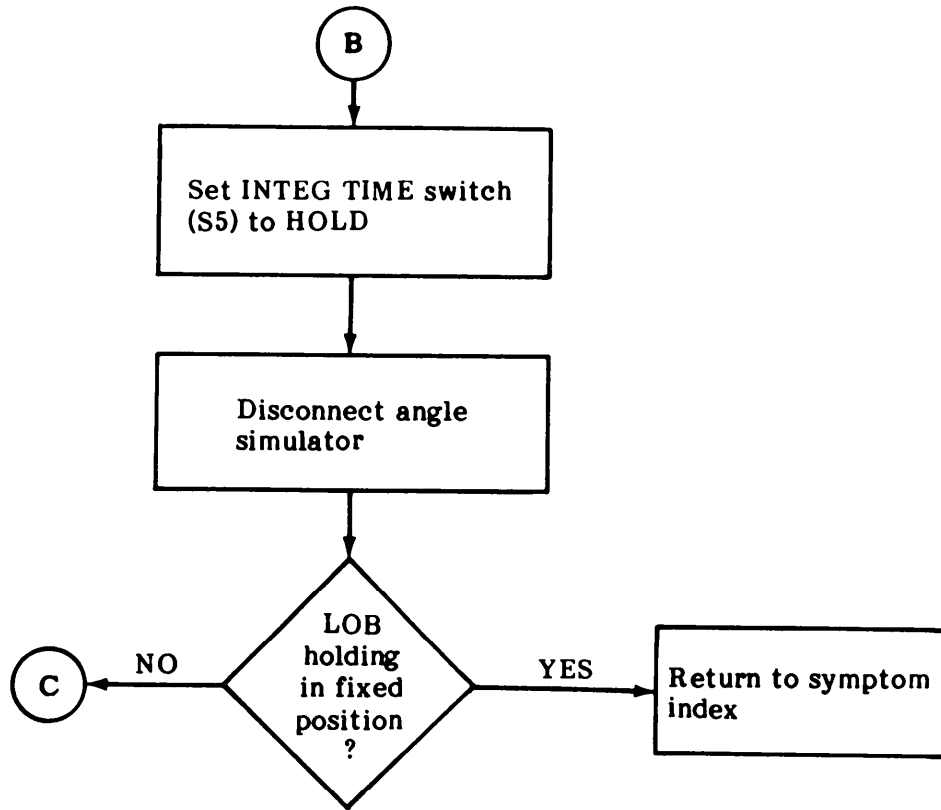 B
Set INTEG TIME switch
(S5) to HOLD
Disconnect angle
simulator
LOB
holding
in fixed
position
?
NO
C
YES
Return to symptom
index